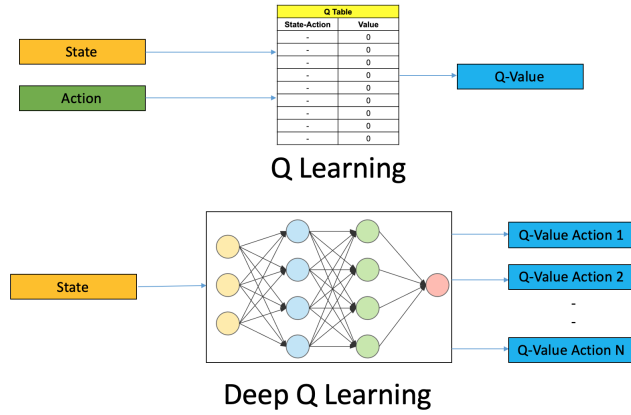 Q Table
State-Action Value
- 0
- 0
- 0
- 0
- 0
- 0
- 0
- 0
- 0
State
Action
Q-Value
Q Learning
State
Q-Value Action 1
Q-Value Action 2
-
-
Q-Value Action N
Deep Q Learning